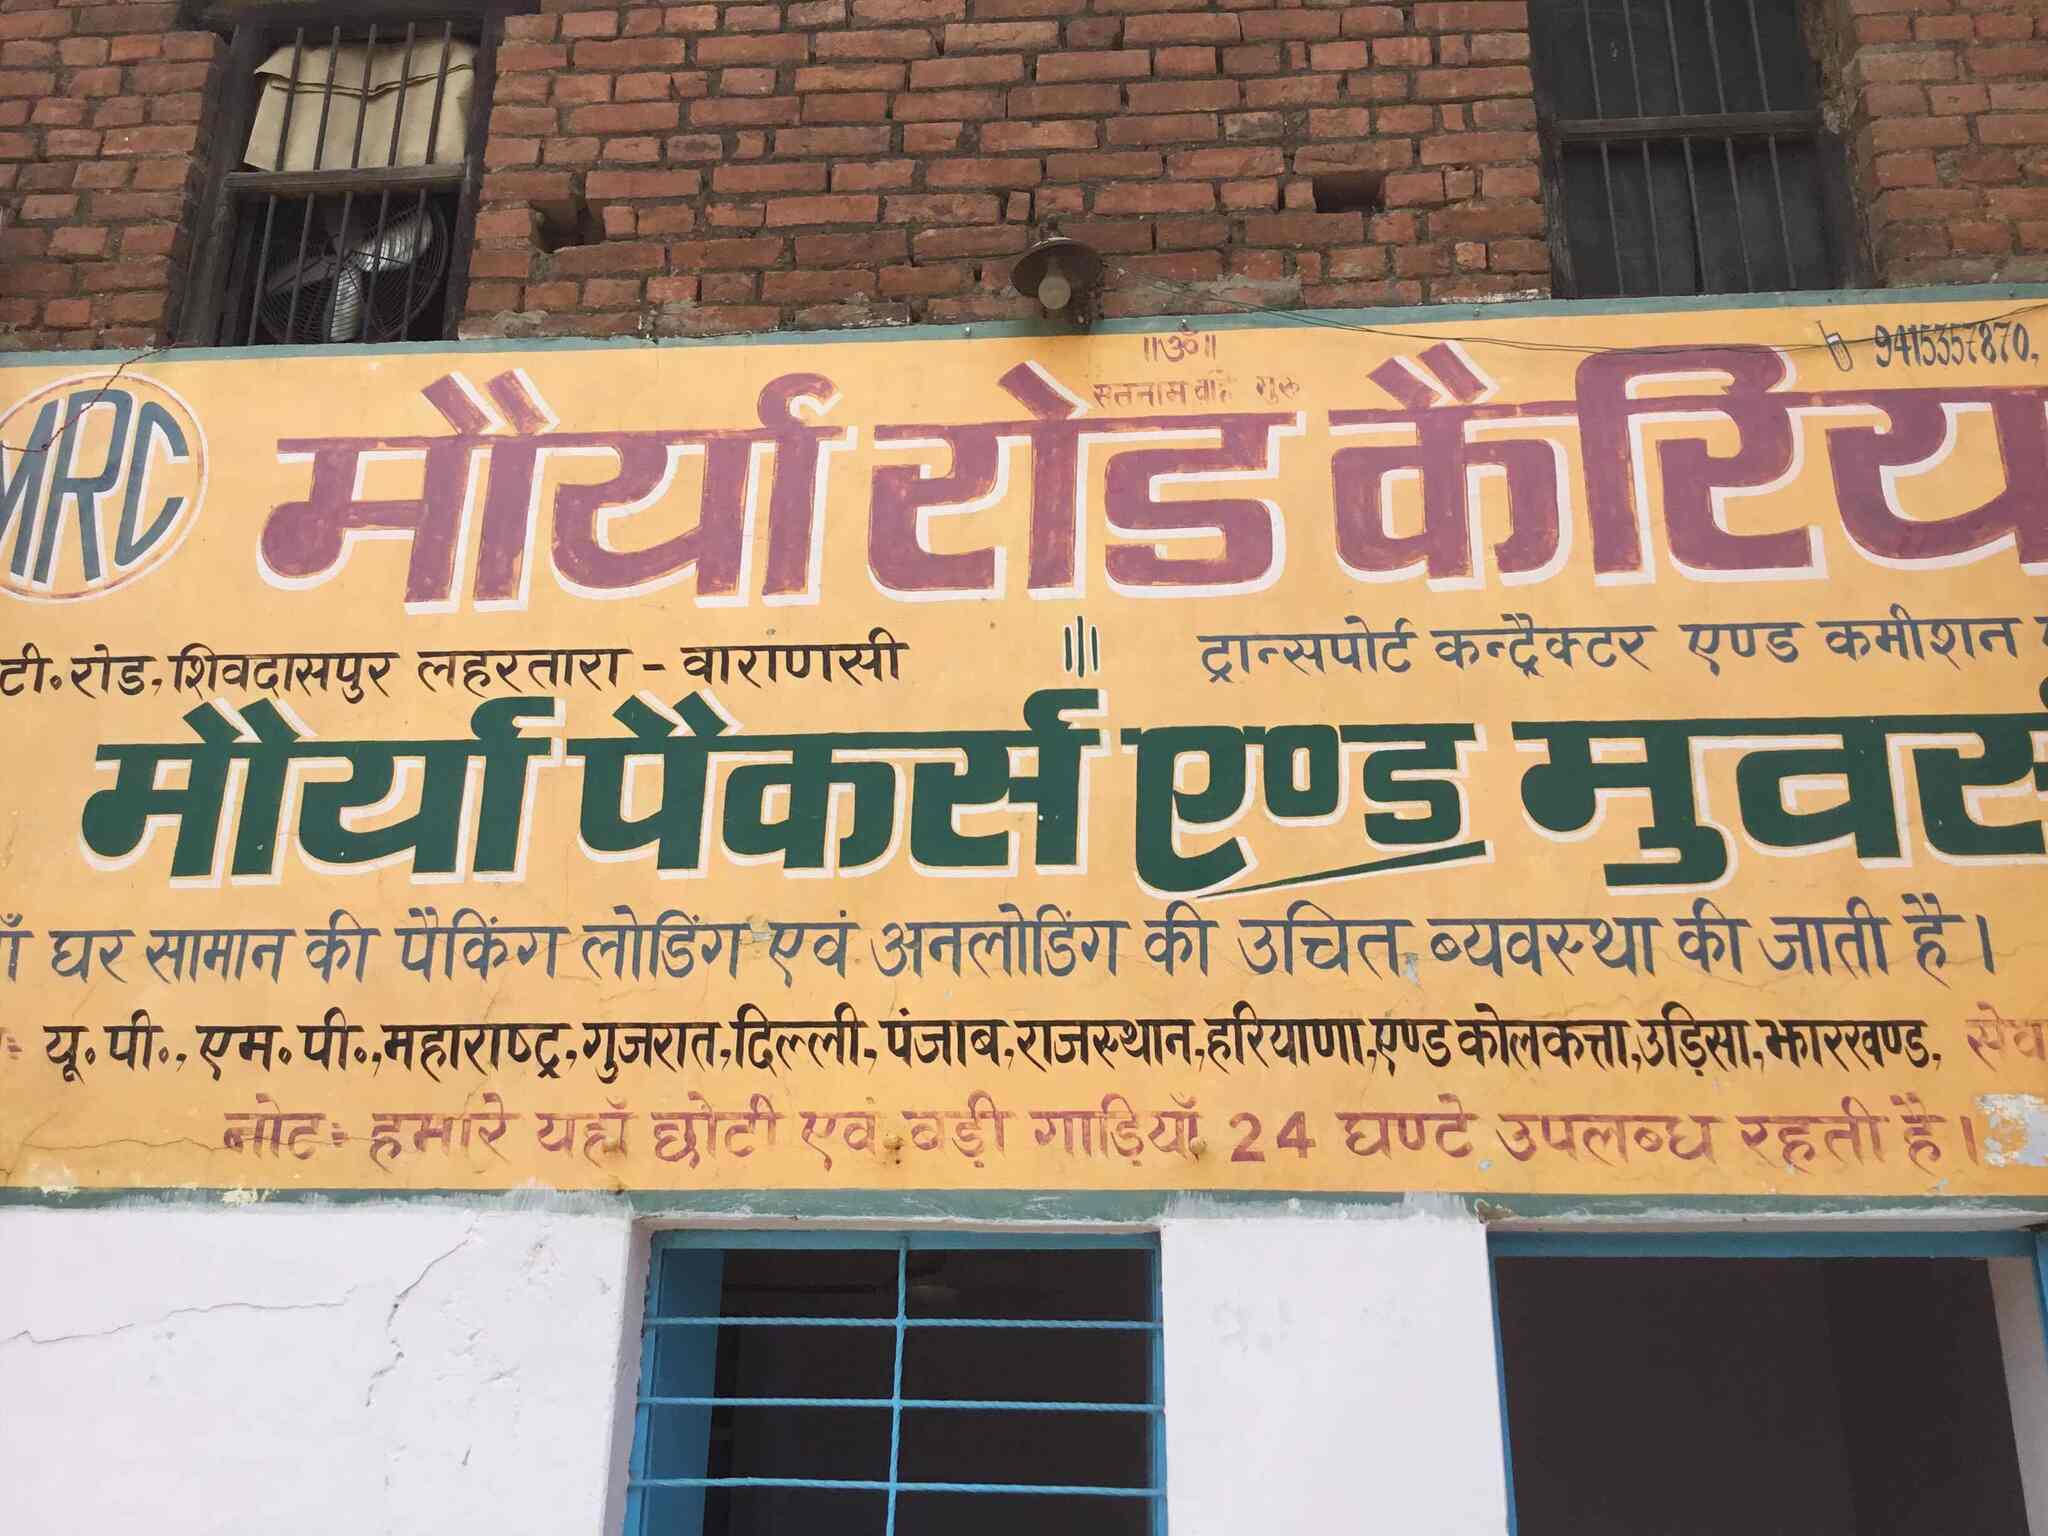 ॥ॐ॥
9415357870,
सतनाम वाहे गुरू
MRC
मौर्या रोड कैरिय
टी॰ रोड, शिवदासपुर लहरतारा - वाराणसी
ट्रान्सपोर्ट कन्ट्रैक्टर एण्ड कमीशन
मौर्या पैकर्स एण्ड मुवर्स
घर सामान की पैकिंग लोडिंग एवं अनलोडिंग की उचित व्यवस्था की जाती है।
यू॰ पी॰, एम॰ पी॰, महाराष्ट्र, गुजरात, दिल्ली, पंजाब, राजस्थान, हरियाणा, एण्ड कोलकत्ता, उड़िसा, झारखण्ड, सेव
नोटः हमारे यहाँ छोटी एवं बड़ी गाड़ियाँ 24 घण्टे उपलब्ध रहती है।